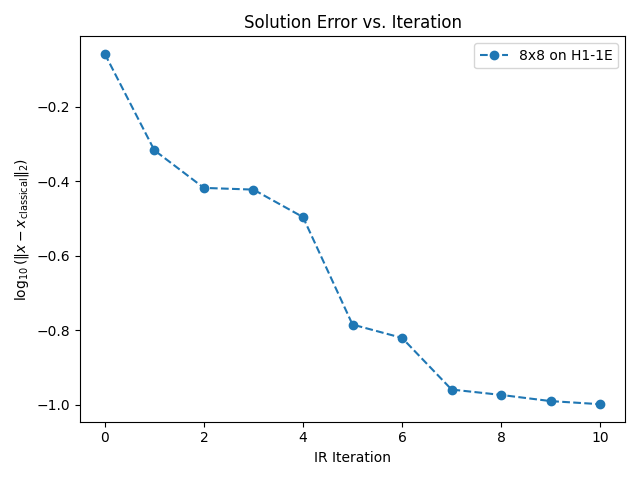 Solution Error vs. Iteration
8x8 on H1-1E
−0.2
−0.4
−0.6
−0.8
−1.0
log₁₀(‖x − x_classical‖₂)
0 2 4 6 8 10
IR Iteration